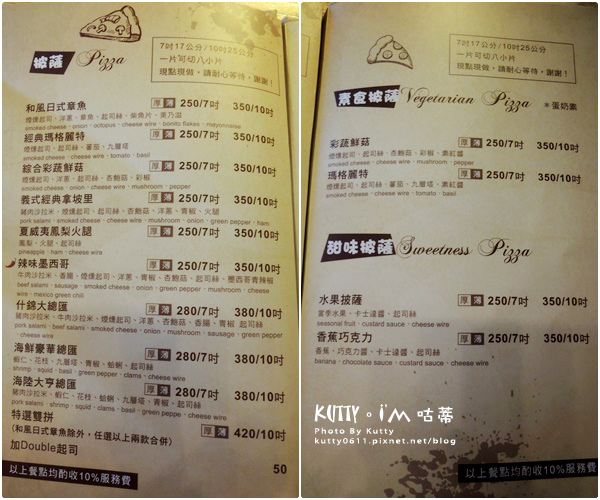 披薩 Pizza
7吋17公分/10吋25公分
一片可切八小片
現點現做，請耐心等待，謝謝！
和風日式章魚 厚 薄 250/7吋 350/10吋
煙燻起司、洋蔥、章魚、起司絲、柴魚片、美乃滋
smoked cheese · onion · octopus · cheese wire · bonito flakes · mayonnaise
經典瑪格麗特 厚 薄 250/7吋 350/10吋
煙燻起司、起司絲、蕃茄、九層塔
smoked cheese · cheese wire · tomato · basil
綜合彩蔬鮮菇 厚 薄 250/7吋 350/10吋
煙燻起司、洋蔥、起司絲、杏鮑菇、彩椒
smoked cheese · onion · cheese wire · mushroom · pepper
義式經典拿坡里 厚 薄 250/7吋 350/10吋
豬肉沙拉米、煙燻起司、起司絲、杏鮑菇、洋蔥、青椒、火腿
pork salami · smoked cheese · cheese wire · mushroom · onion · green pepper · ham
夏威夷鳳梨火腿 厚 薄 250/7吋 350/10吋
鳳梨、火腿、起司絲
pineapple · ham · cheese wire
辣味墨西哥 厚 薄 250/7吋 350/10吋
牛肉沙拉米、香腸、煙燻起司、洋蔥、青椒、杏鮑菇、起司絲、墨西哥青辣椒
beef salami · sausage · smoked cheese · onion · green pepper · mushroom · cheese
wire · mexico green chili
什錦大總匯 厚 薄 280/7吋 380/10吋
豬肉沙拉米、牛肉沙拉米、煙燻起司、洋蔥、杏鮑菇、香腸、青椒 起司絲
pork salami · beef salami · smoked cheese · onion · mushroom · sausage · green pepper
· cheese wire
海鮮豪華總匯 厚 薄 280/7吋 380/10吋
蝦仁、花枝、九層塔、青椒、蛤蜊、起司絲
shrimp · squid · basil · green pepper · clams · cheese wire
海陸大亨總匯 厚 薄 280/7吋 380/10吋
豬肉沙拉米、蝦仁、花枝、蛤蜊、九層塔、青椒、起司絲
pork salami · shrimp · squid · clams · basil · green pepper · cheese wire
特選雙拼 厚 薄 420/10吋
(和風日式章魚除外，任選以上兩款合併)
加Double起司
50
以上餐點均酌收10%服務費
7吋17公分/10吋25公分
一片可切八小片
現點現做，請耐心等待，謝謝！
素食披薩 Vegetarian Pizza ＊蛋奶素
彩蔬鮮菇 厚 薄 250/7吋 350/10吋
煙燻起司、起司絲、杏鮑菇、彩椒、素紅醬
smoked cheese · cheese wire · mushroom · pepper
瑪格麗特 厚 薄 250/7吋 350/10吋
煙燻起司、起司絲、蕃茄、九層塔、素紅醬
smoked cheese · cheese wire · tomato · basil
甜味披薩 Sweetness Pizza
水果披薩 厚 薄 250/7吋 350/10吋
當季水果、卡士達醬、起司絲
seasonal fruit · custard sauce · cheese wire
香蕉巧克力 厚 薄 250/7吋 350/10吋
香蕉、巧克力醬、卡士達醬、起司絲
banana · chocolate sauce · custard sauce · cheese wire
KUTTY。I'M 咕蒂
Photo By Kutty
kutty0611.pixnet.net/blog
以上餐點均酌收10%服務費